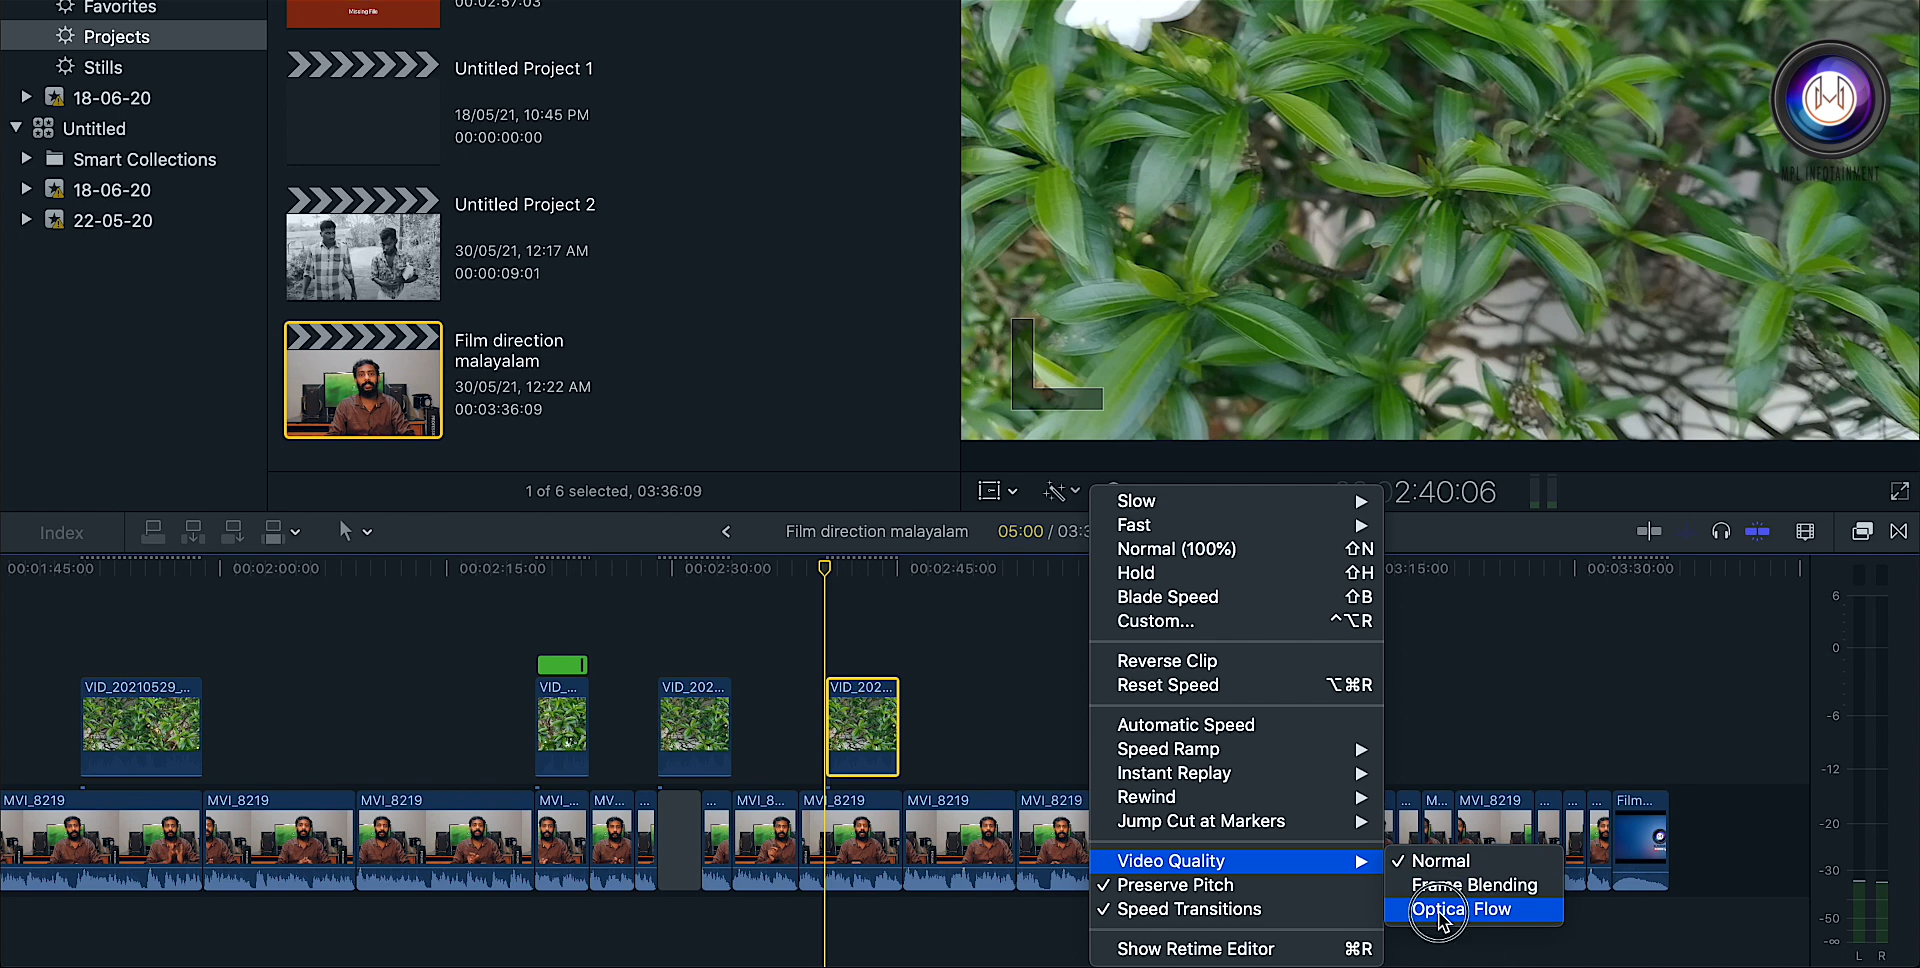 Favorites
Projects
Stills
18-06-20
Untitled
Smart Collections
18-06-20
22-05-20
Missing File
00:02:57:03
Untitled Project 1
18/05/21, 10:45 PM
00:00:00:00
Untitled Project 2
30/05/21, 12:17 AM
00:00:09:01
Film direction
malayalam
30/05/21, 12:22 AM
00:03:36:09
1 of 6 selected, 03:36:09
MPL INFOTAINMENT
2:40:06
Index
Film direction malayalam
05:00 / 03:3
00:01:45:00
00:02:00:00
00:02:15:00
00:02:30:00
00:02:45:00
03:15:00
00:03:30:00
VID_20210529_...
VID_...
VID_202...
VID_202...
MVI_8219
MVI_8219
MVI_8219
MVI_...
MV...
...
...
MVI_8...
MVI_8219
MVI_8219
MVI_8219
...
M...
MVI_8219
...
...
...
Film...
Slow
Fast
Normal (100%) ⇧N
Hold ⇧H
Blade Speed ⇧B
Custom... ^⌥R
Reverse Clip
Reset Speed ⌥⌘R
Automatic Speed
Speed Ramp
Instant Replay
Rewind
Jump Cut at Markers
Video Quality
✓ Preserve Pitch
✓ Speed Transitions
Show Retime Editor ⌘R
✓ Normal
Frame Blending
Optical Flow
6
0
-6
-12
-20
-30
-50
-∞
L R